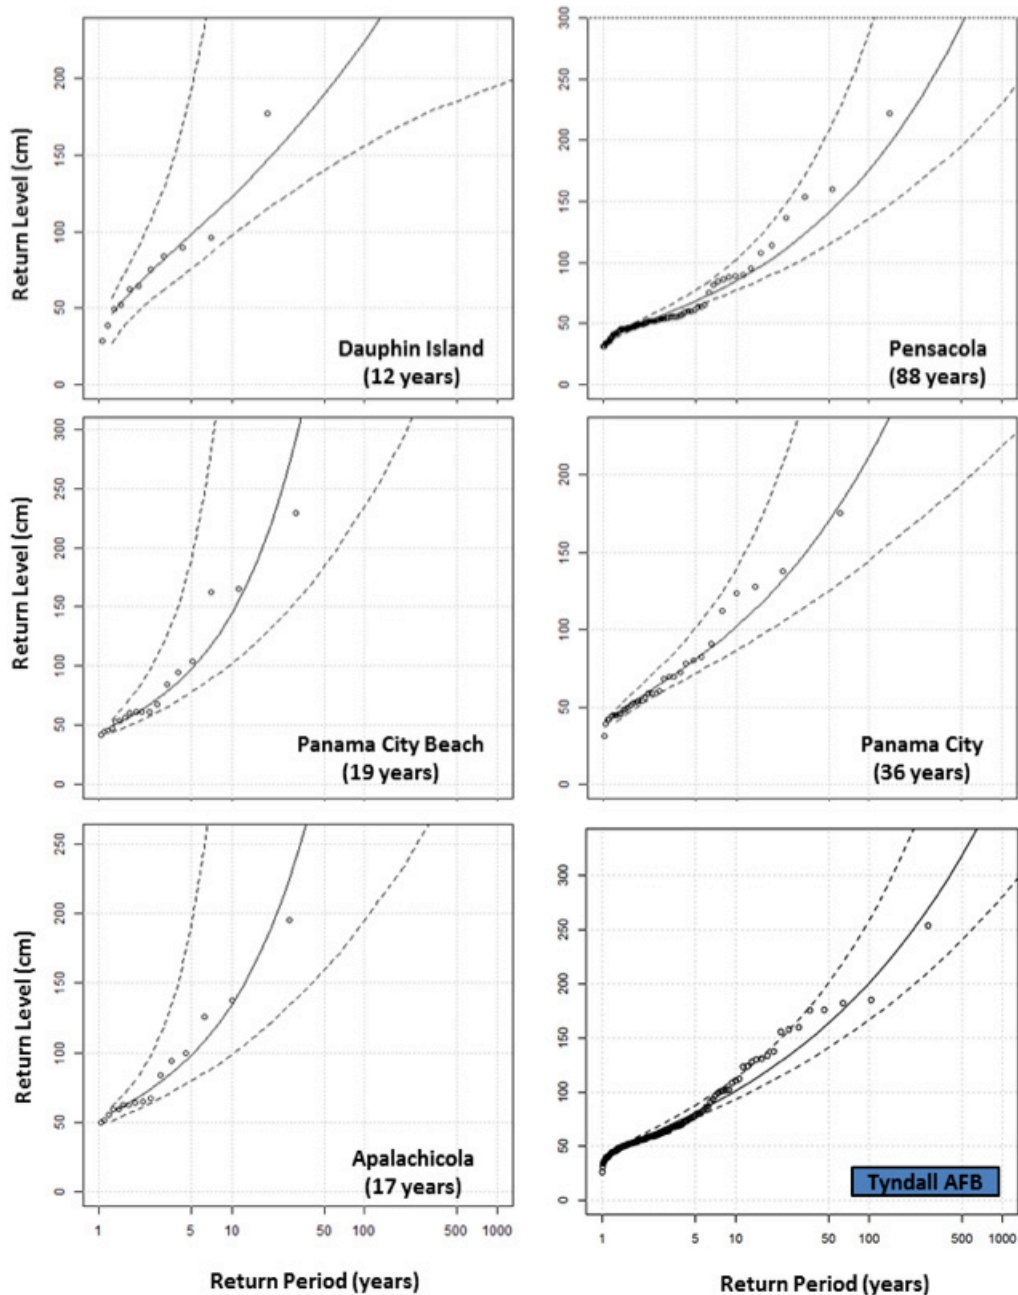 Return Level (cm)
0 50 100 150 200
Dauphin Island
(12 years)
0 50 100 150 200 250 300
Pensacola
(88 years)
Return Level (cm)
0 50 100 150 200 250 300
Panama City Beach
(19 years)
0 50 100 150 200
Panama City
(36 years)
Return Level (cm)
0 50 100 150 200 250
Apalachicola
(17 years)
1 5 10 50 100 500 1000
Return Period (years)
0 50 100 150 200 250 300
Tyndall AFB
1 5 10 50 100 500 1000
Return Period (years)